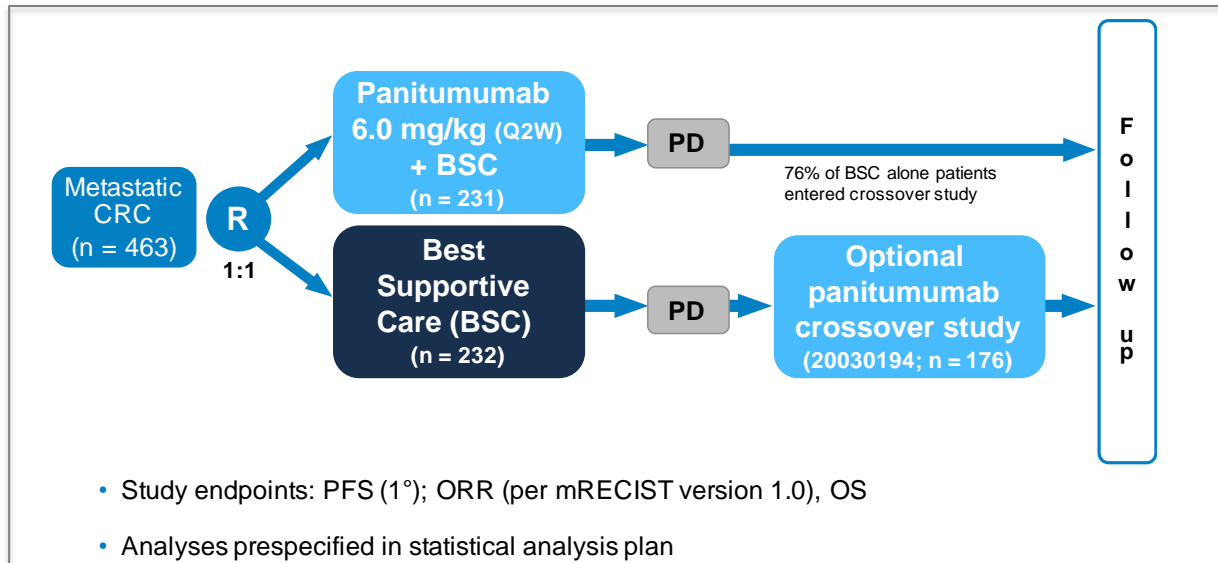 Metastatic
CRC
(n = 463)
R
1:1
Panitumumab
6.0 mg/kg (Q2W)
+ BSC
(n = 231)
PD
76% of BSC alone patients
entered crossover study
Best
Supportive
Care (BSC)
(n = 232)
PD
Optional
panitumumab
crossover study
(20030194; n = 176)
Follow up
• Study endpoints: PFS (1°); ORR (per mRECIST version 1.0), OS
• Analyses prespecified in statistical analysis plan